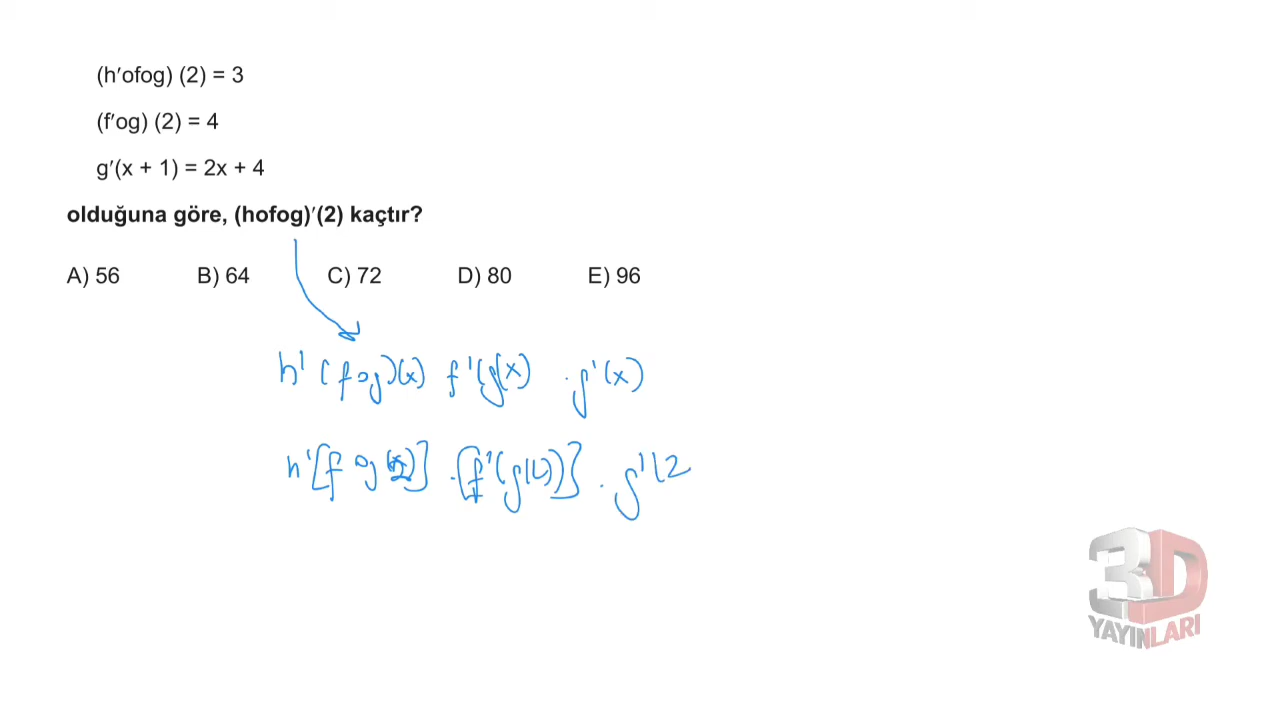 (h′ofog) (2) = 3
(f′og) (2) = 4
g′(x + 1) = 2x + 4
olduğuna göre, (hofog)′(2) kaçtır?
A) 56 B) 64 C) 72 D) 80 E) 96
h' (fog)(x) f'(g(x) . g'(x)
h'[fog(2)] . [f'(g(2))] . g'(2
3D
YAYINLARI